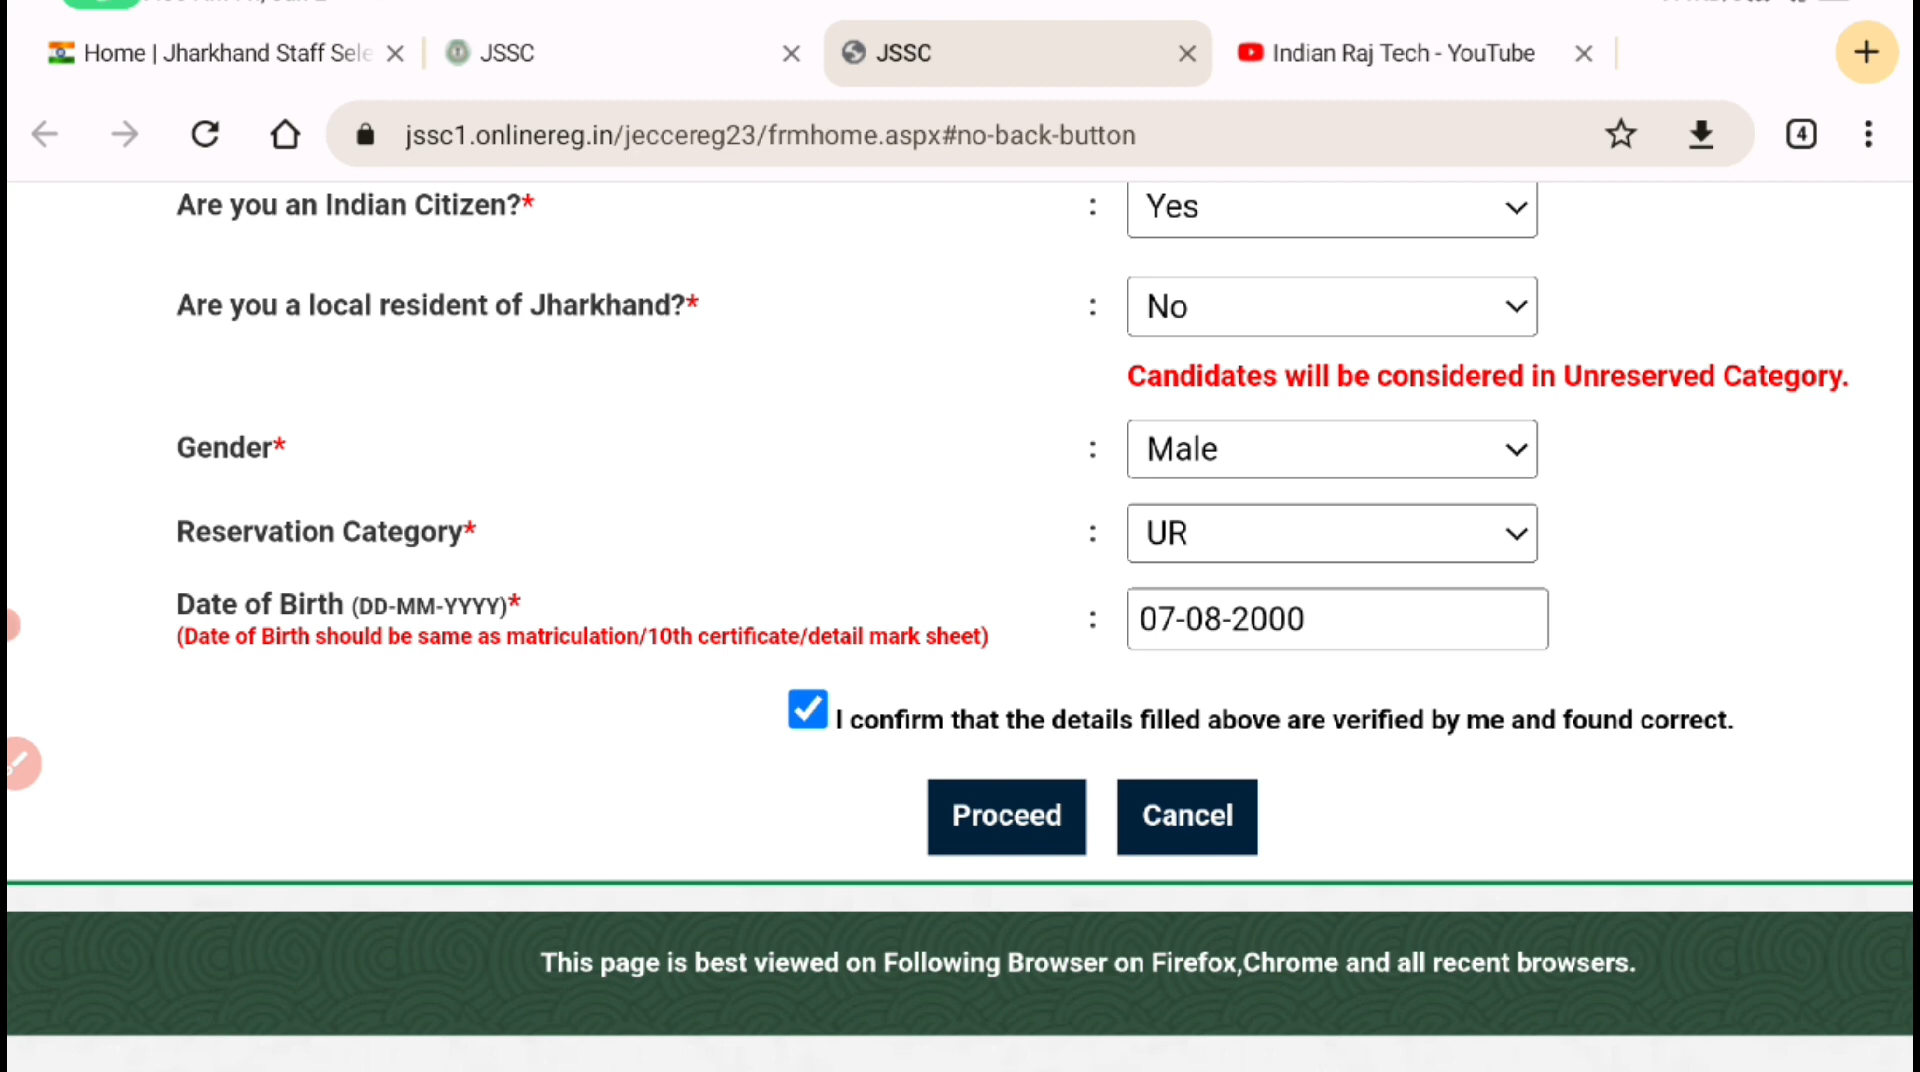 Home | Jharkhand Staff Sele
JSSC
JSSC
Indian Raj Tech - YouTube
jssc1.onlinereg.in/jeccereg23/frmhome.aspx#no-back-button
4
Are you an Indian Citizen?* : Yes
Are you a local resident of Jharkhand?* : No
Candidates will be considered in Unreserved Category.
Gender* : Male
Reservation Category* : UR
Date of Birth (DD-MM-YYYY)*
(Date of Birth should be same as matriculation/10th certificate/detail mark sheet) : 07-08-2000
I confirm that the details filled above are verified by me and found correct.
Proceed Cancel
This page is best viewed on Following Browser on Firefox,Chrome and all recent browsers.